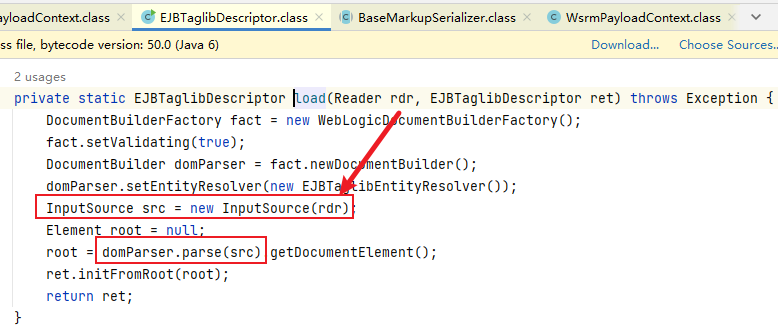 ayloadContext.class × EJBTaglibDescriptor.class × BaseMarkupSerializer.class × WsrmPayloadContext.class ×
ss file, bytecode version: 50.0 (Java 6) Download... Choose Sources..
2 usages
private static EJBTaglibDescriptor load(Reader rdr, EJBTaglibDescriptor ret) throws Exception {
DocumentBuilderFactory fact = new WebLogicDocumentBuilderFactory();
fact.setValidating(true);
DocumentBuilder domParser = fact.newDocumentBuilder();
domParser.setEntityResolver(new EJBTaglibEntityResolver());
InputSource src = new InputSource(rdr);
Element root = null;
root = domParser.parse(src).getDocumentElement();
ret.initFromRoot(root);
return ret;
}